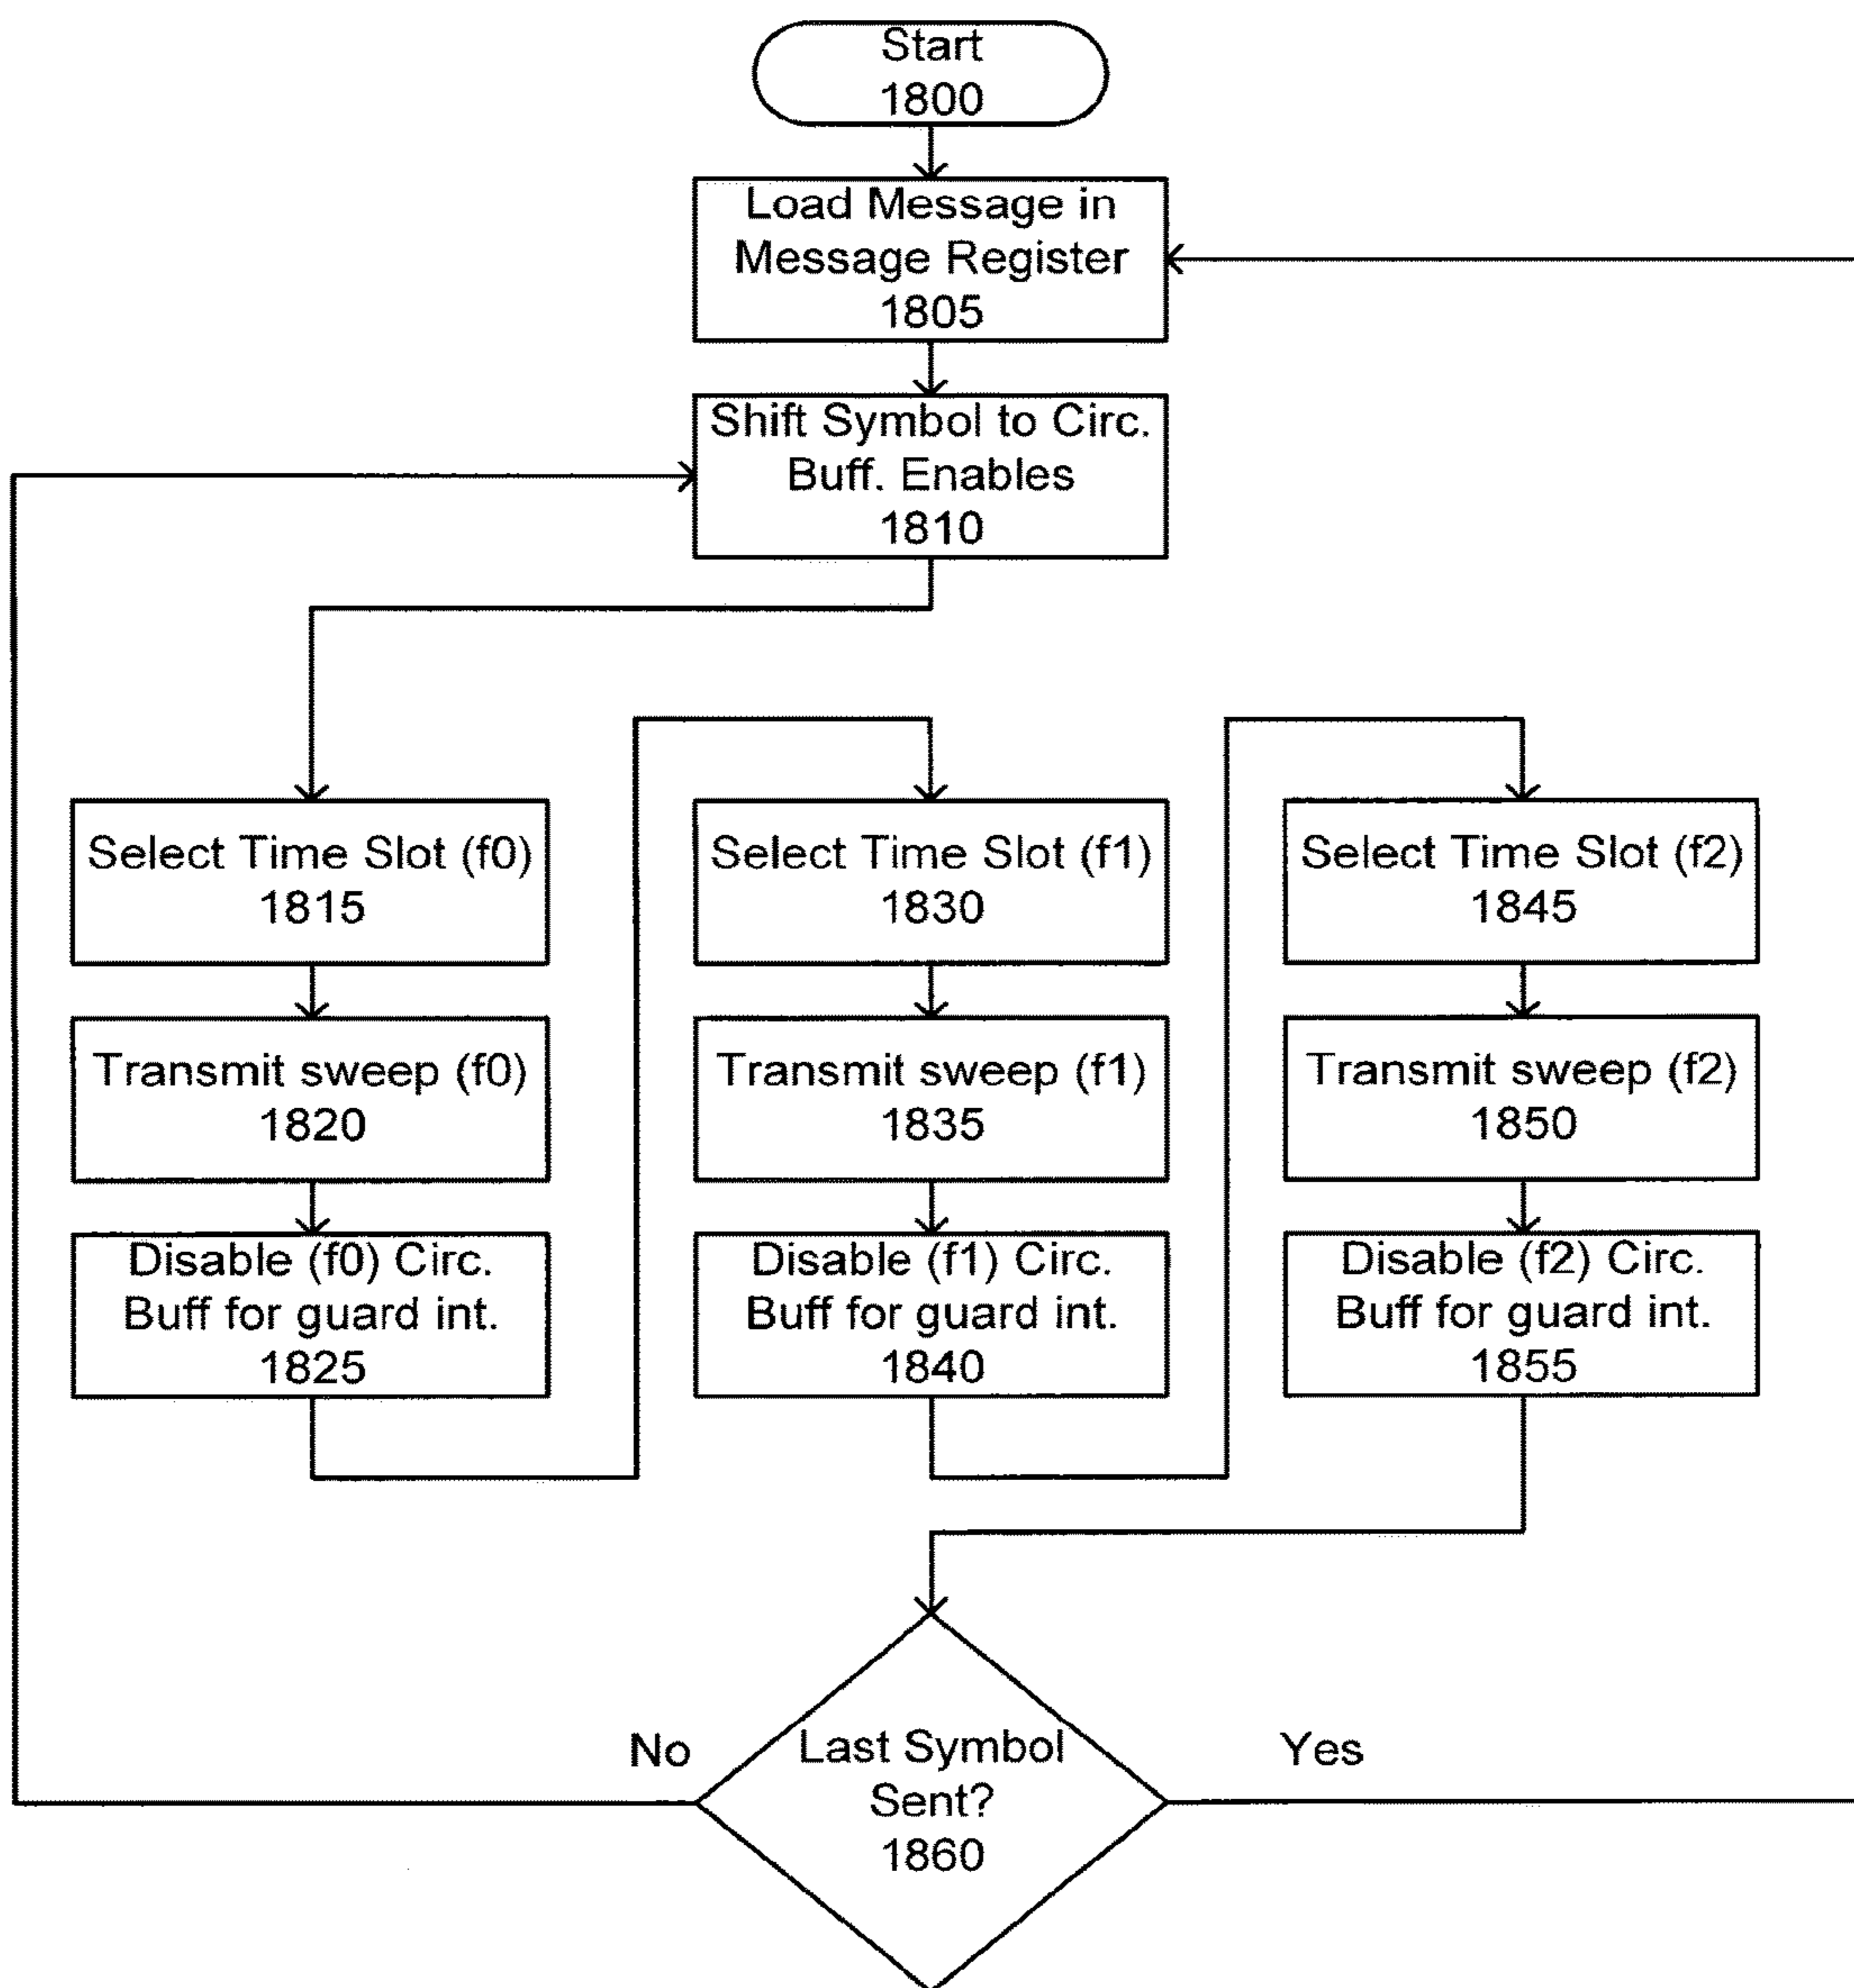 Start
1800
Load Message in
Message Register
1805
Shift Symbol to Circ.
Buff. Enables
1810
Select Time Slot (f0)
1815
Transmit sweep (f0)
1820
Disable (f0) Circ.
Buff for guard int.
1825
Select Time Slot (f1)
1830
Transmit sweep (f1)
1835
Disable (f1) Circ.
Buff for guard int.
1840
Select Time Slot (f2)
1845
Transmit sweep (f2)
1850
Disable (f2) Circ.
Buff for guard int.
1855
Last Symbol
Sent?
1860
No
Yes